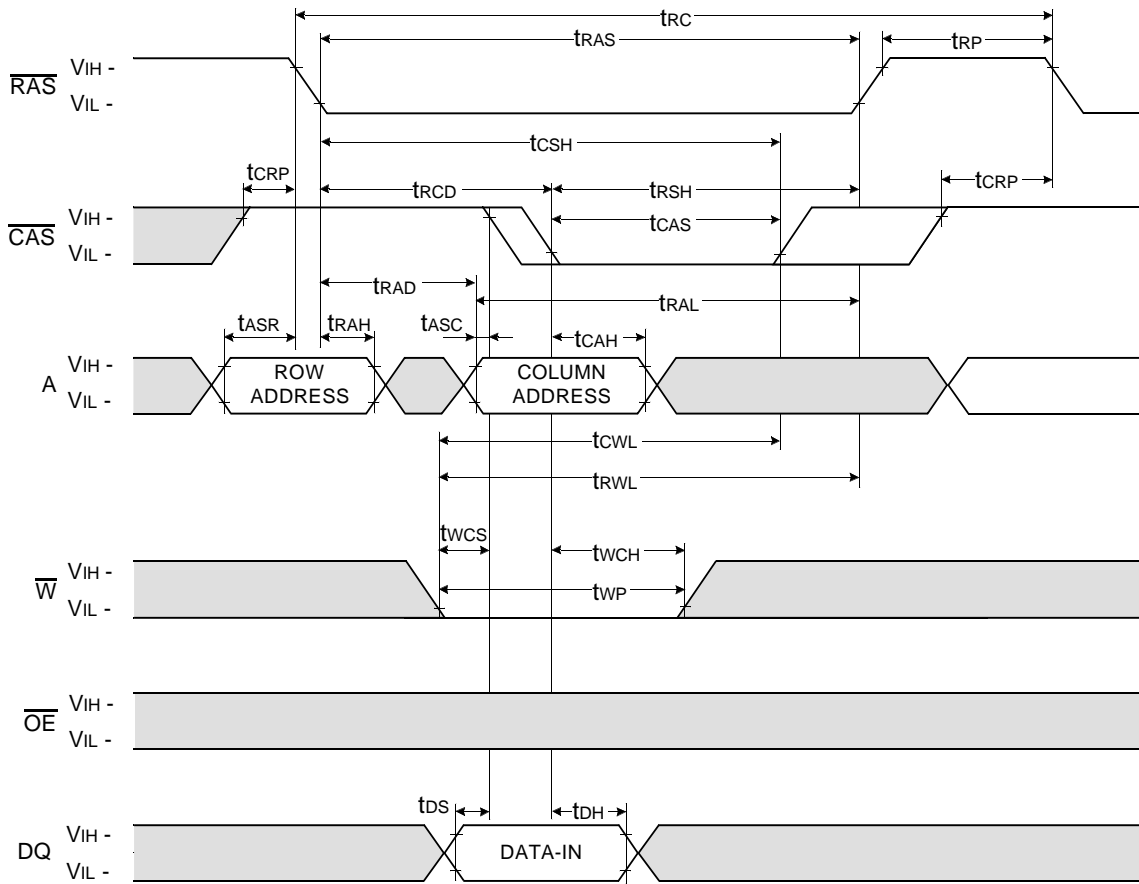 tRC
tRAS
tRP
RAS
VIH -
VIL -
tCSH
tCRP
tRCD
tRSH
tCRP
CAS
VIH -
VIL -
tCAS
tRAD
tRAL
tASR
tRAH
tASC
tCAH
A
VIH -
VIL -
ROW
ADDRESS
COLUMN
ADDRESS
tCWL
tRWL
tWCS
tWCH
W
VIH -
VIL -
tWP
OE
VIH -
VIL -
tDS
tDH
DQ
VIH -
VIL -
DATA-IN